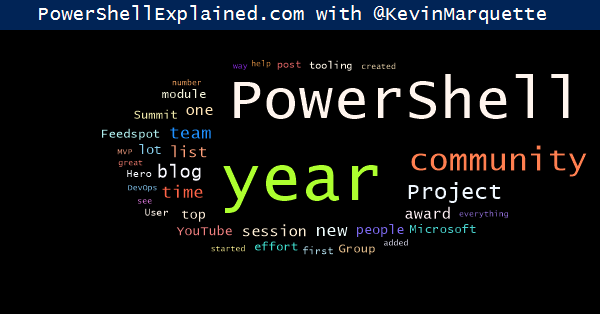 PowerShellExplained.com with @KevinMarquette
way help post tooling created
number
module
PowerShell
Summit one
Feedspot team
MVP lot list
community
great
Hero blog
year
DevOps time
Project
see
User top
award everything
YouTube session new people Microsoft
started effort first Group added